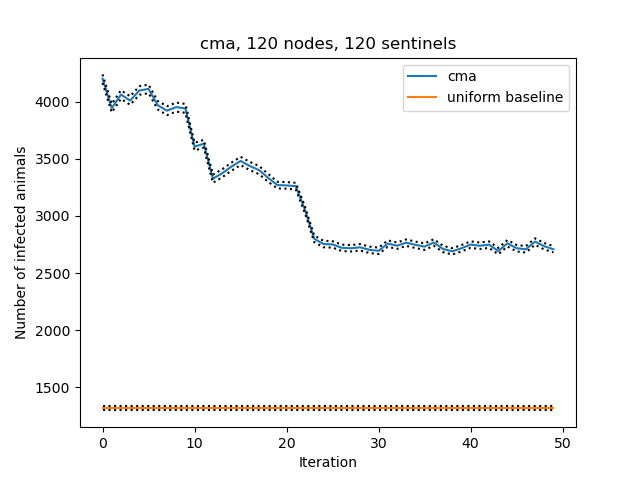 cma, 120 nodes, 120 sentinels
cma
uniform baseline
Number of infected animals
4000
3500
3000
2500
2000
1500
0 10 20 30 40 50
Iteration